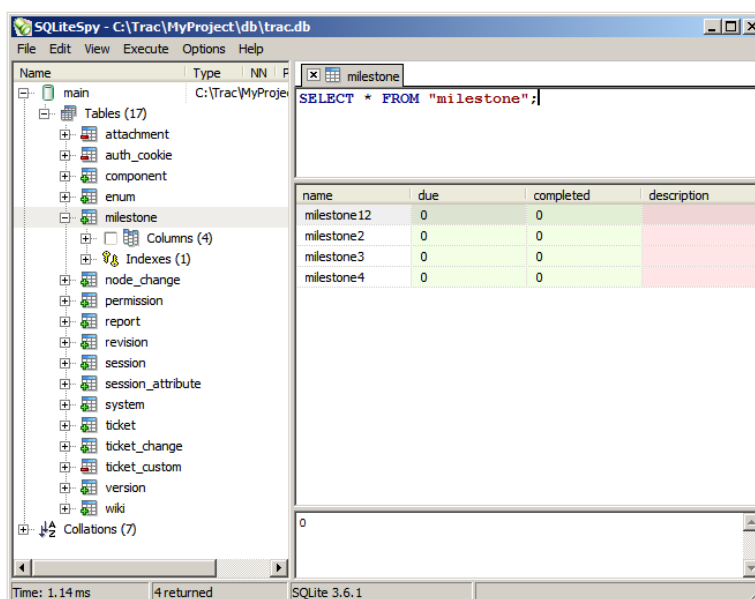 SQLiteSpy - C:\Trac\MyProject\db\trac.db
File Edit View Execute Options Help
Name Type NN P
main C:\Trac\MyProje
Tables (17)
attachment
auth_cookie
component
enum
milestone
Columns (4)
Indexes (1)
node_change
permission
report
revision
session
session_attribute
system
ticket
ticket_change
ticket_custom
version
wiki
Collations (7)
milestone
SELECT * FROM "milestone";
name due completed description
milestone12 0 0
milestone2 0 0
milestone3 0 0
milestone4 0 0
0
Time: 1.14 ms 4 returned SQLite 3.6.1